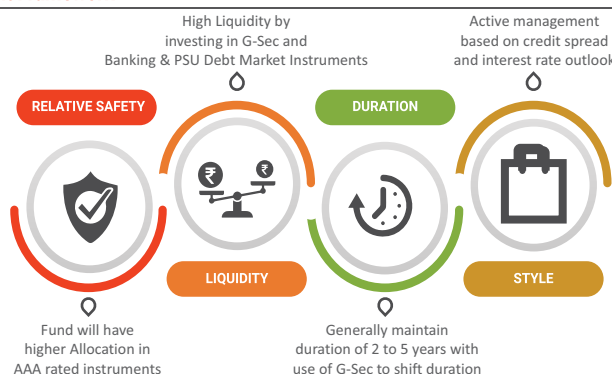 High Liquidity by
investing in G-Sec and
Banking & PSU Debt Market Instruments
Active management
based on credit spread
and interest rate outlook
RELATIVE SAFETY
DURATION
₹
₹
LIQUIDITY
STYLE
Fund will have
higher Allocation in
AAA rated instruments
Generally maintain
duration of 2 to 5 years with
use of G-Sec to shift duration